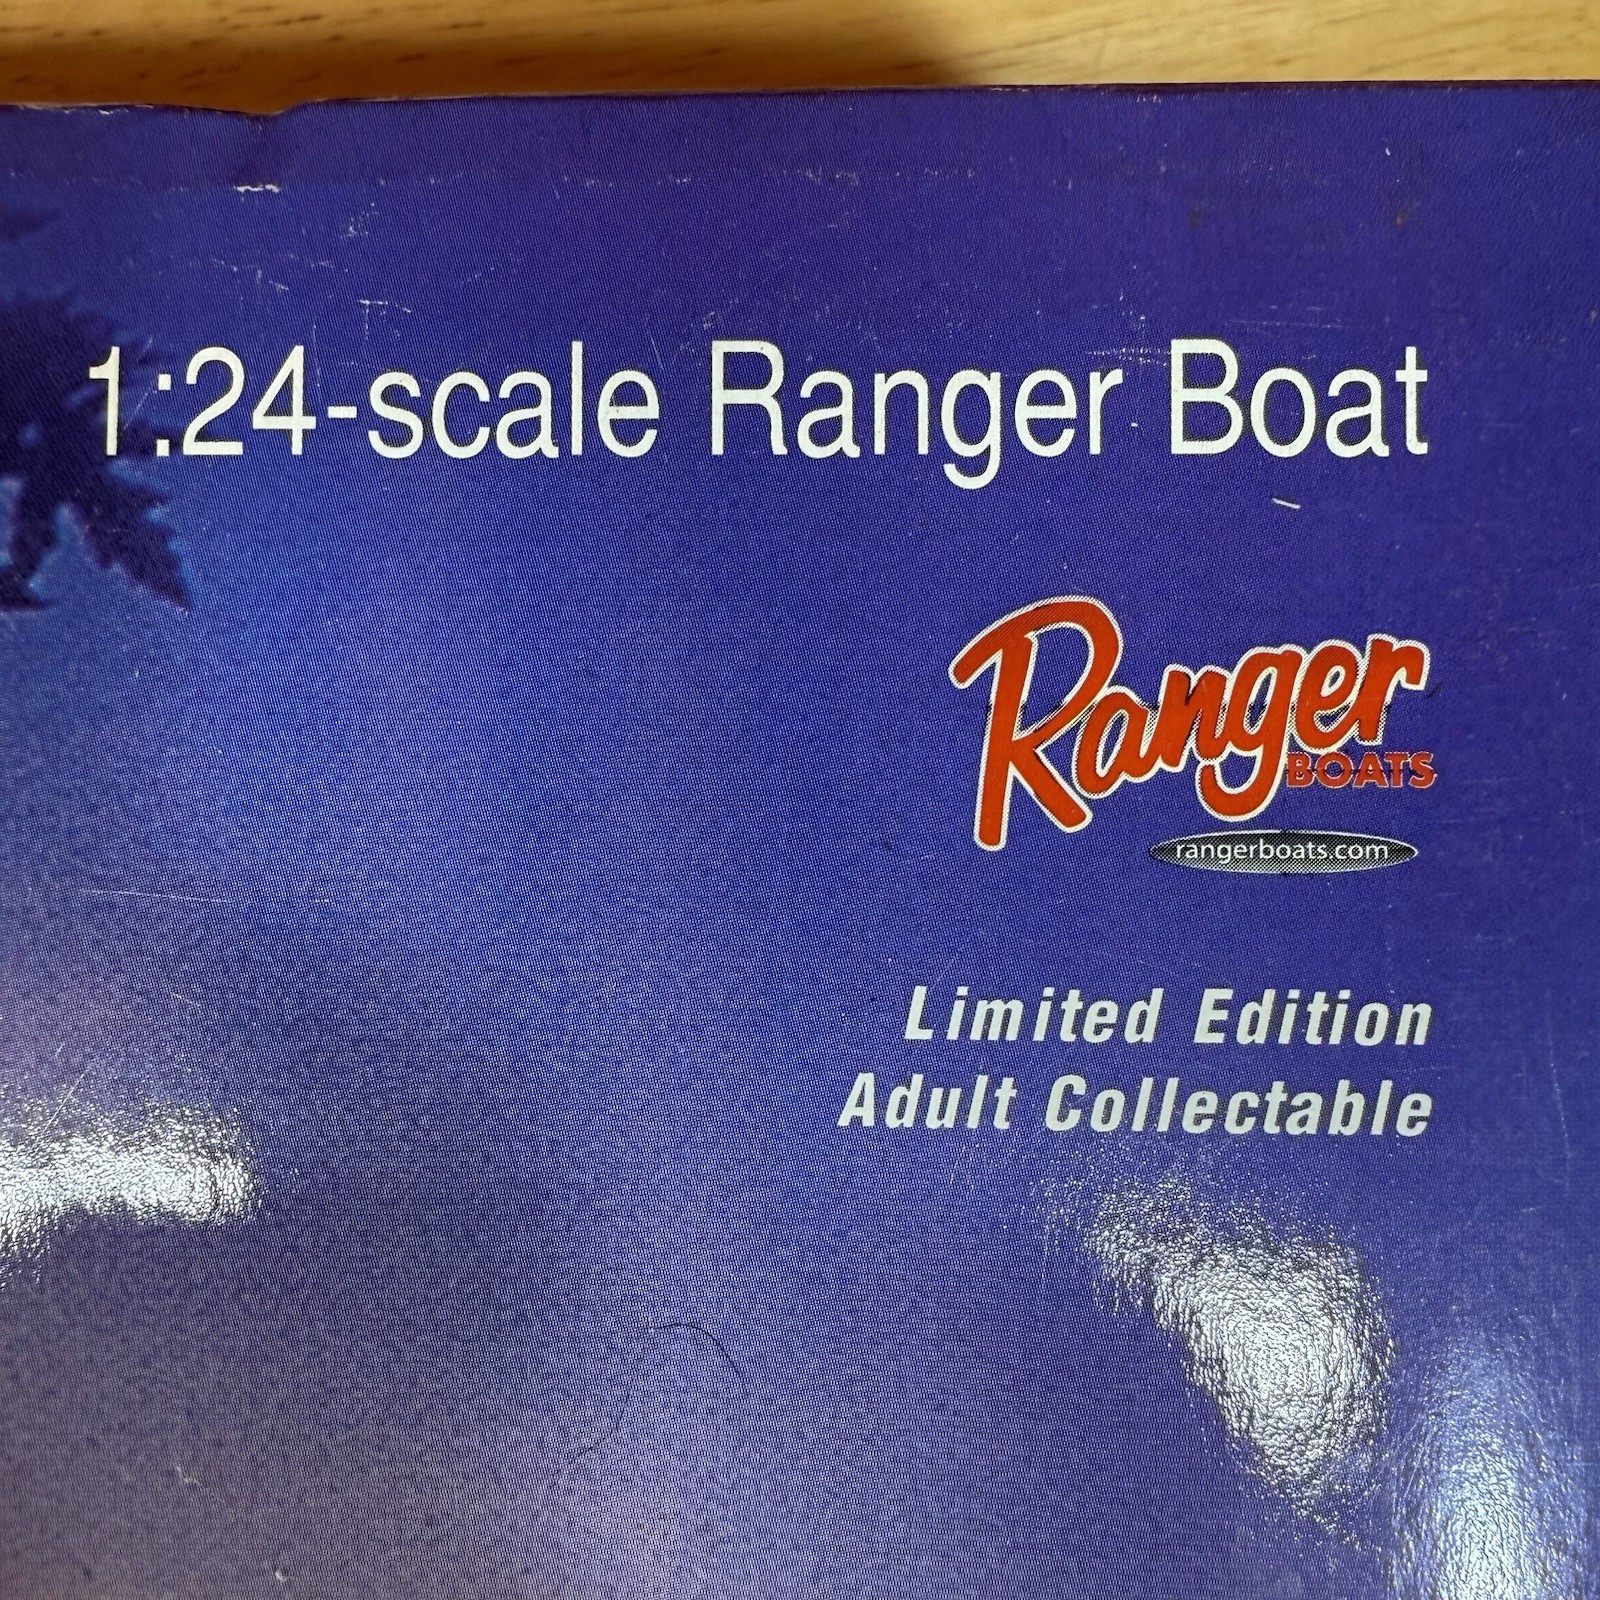 1:24-scale Ranger Boat
Ranger
BOATS
rangerboats.com
Limited Edition
Adult Collectable